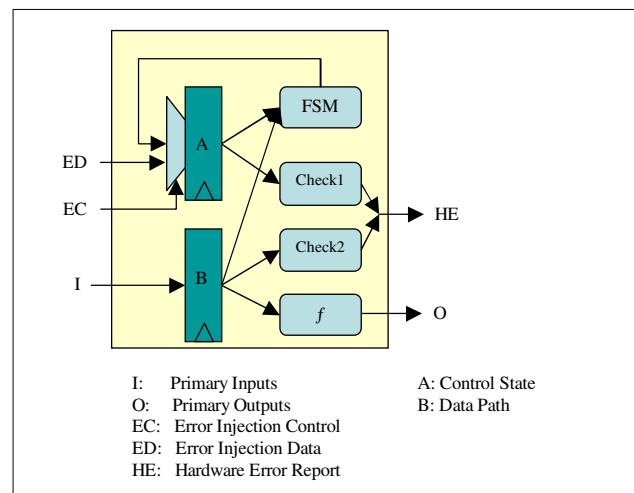 FSM
A
ED
Check1
EC
HE
Check2
I
B
f
O
I: Primary Inputs
O: Primary Outputs
EC: Error Injection Control
ED: Error Injection Data
HE: Hardware Error Report
A: Control State
B: Data Path